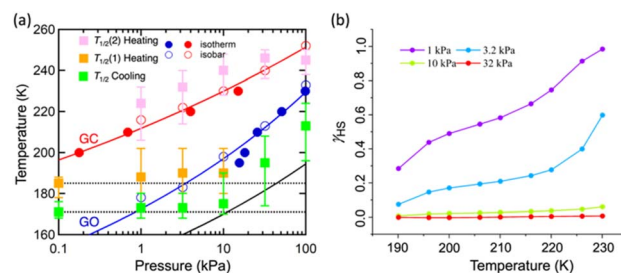 (a)
T1/2(2) Heating
T1/2(1) Heating
T1/2 Cooling
isotherm
isobar
GC
GO
Temperature (K)
260
240
220
200
180
160
0.1
1
10
100
Pressure (kPa)
(b)
1 kPa
3.2 kPa
10 kPa
32 kPa
γHS
1.0
0.8
0.6
0.4
0.2
0.0
190
200
210
220
230
Temperature (K)